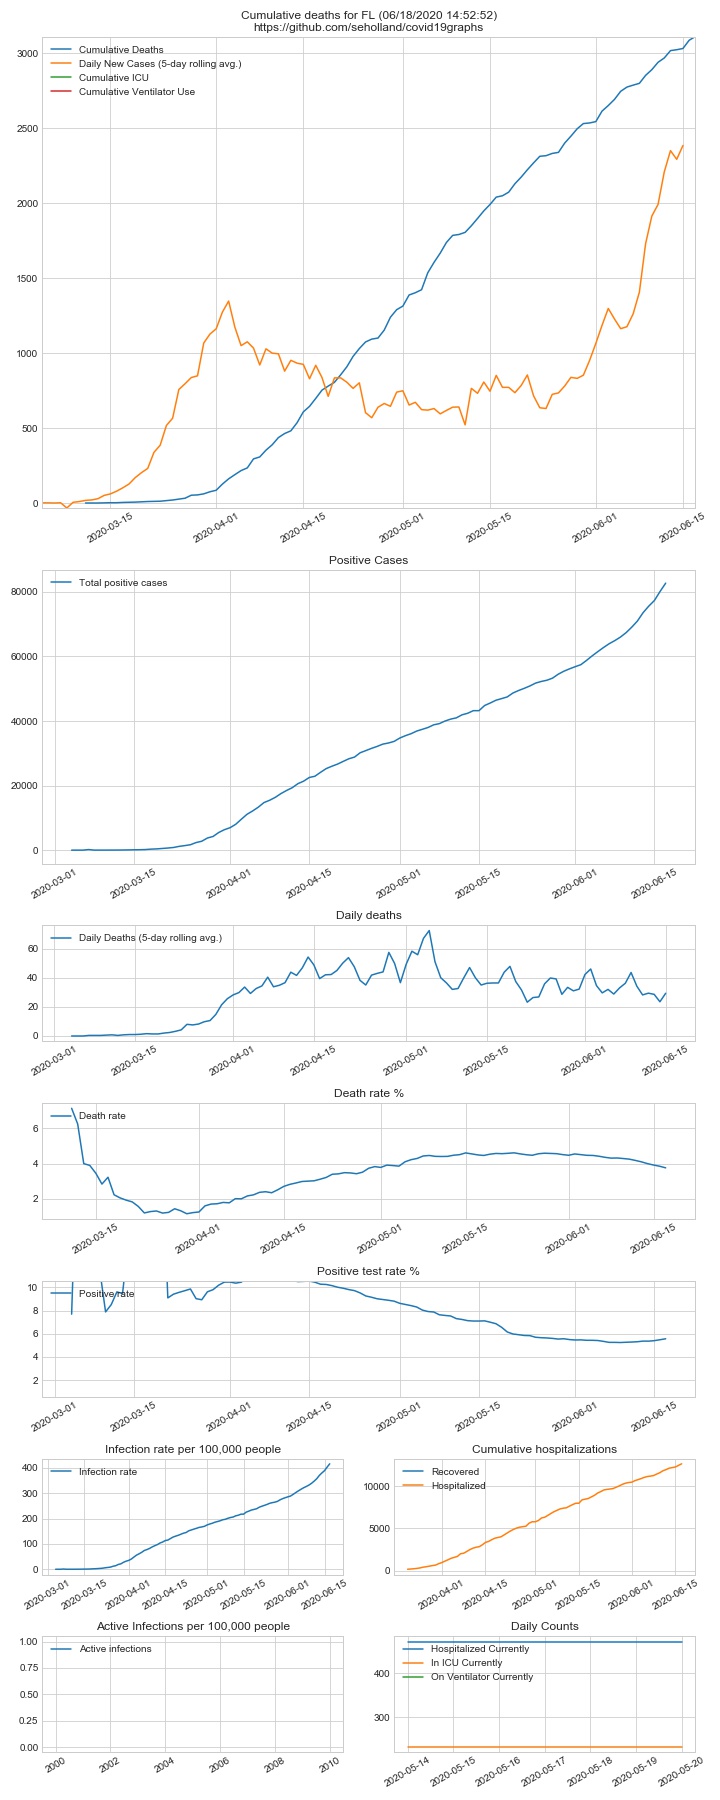 Cumulative deaths for FL (06/18/2020 14:52:52)
https://github.com/seholland/covid19graphs
Cumulative Deaths
Daily New Cases (5-day rolling avg.)
Cumulative ICU
Cumulative Ventilator Use
3000
2500
2000
1500
1000
500
0
2020-03-15 2020-04-01 2020-04-15 2020-05-01 2020-05-15 2020-06-01 2020-06-15
Positive Cases
Total positive cases
80000
60000
40000
20000
0
2020-03-01 2020-03-15 2020-04-01 2020-04-15 2020-05-01 2020-05-15 2020-06-01 2020-06-15
Daily deaths
Daily Deaths (5-day rolling avg.)
60
40
20
0
2020-03-01 2020-03-15 2020-04-01 2020-04-15 2020-05-01 2020-05-15 2020-06-01 2020-06-15
Death rate %
Death rate
6
4
2
2020-03-15 2020-04-01 2020-04-15 2020-05-01 2020-05-15 2020-06-01 2020-06-15
Positive test rate %
Positive rate
10
8
6
4
2
2020-03-01 2020-03-15 2020-04-01 2020-04-15 2020-05-01 2020-05-15 2020-06-01 2020-06-15
Infection rate per 100,000 people
Infection rate
400
300
200
100
0
2020-03-01 2020-03-15 2020-04-01 2020-04-15 2020-05-01 2020-05-15 2020-06-01 2020-06-15
Cumulative hospitalizations
Recovered
Hospitalized
10000
5000
0
2020-04-01 2020-04-15 2020-05-01 2020-05-15 2020-06-01 2020-06-15
Active Infections per 100,000 people
Active infections
1.00
0.75
0.50
0.25
0.00
2000 2002 2004 2006 2008 2010
Daily Counts
Hospitalized Currently
In ICU Currently
On Ventilator Currently
400
300
2020-05-14 2020-05-15 2020-05-16 2020-05-17 2020-05-18 2020-05-19 2020-05-20